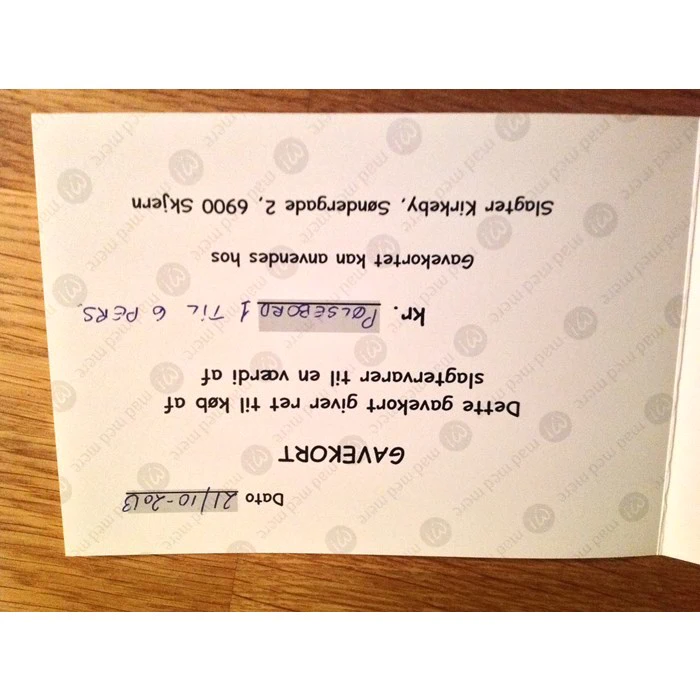 Dato 21/10-2013
GAVEKORT
Dette gavekort giver ret til køb af
slagtervarer til en værdi af
kr. PØLSEBORD 1 TIL 6 PERS.
Gavekortet kan anvendes hos
Slagter Kirkeby, Søndergade 2, 6900 Skjern